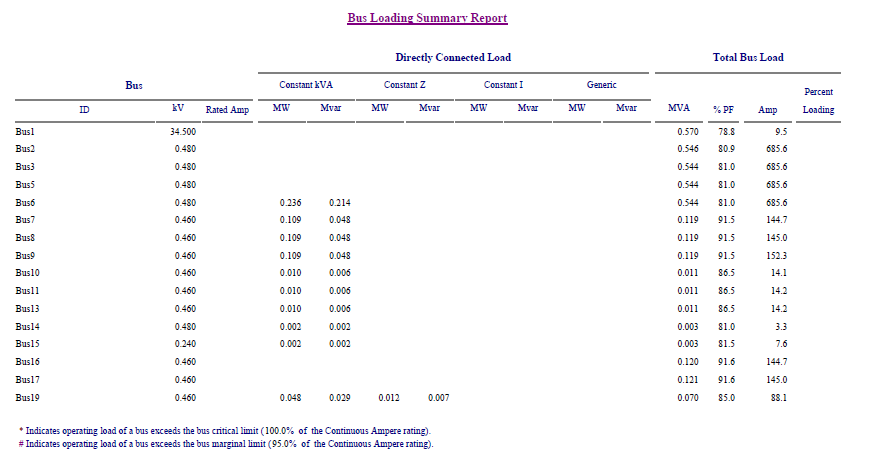 Bus Loading Summary Report
Directly Connected Load Total Bus Load
Bus Constant kVA Constant Z Constant I Generic
Percent
ID kV Rated Amp MW Mvar MW Mvar MW Mvar MW Mvar MVA % PF Amp Loading
Bus1 34.500 0.570 78.8 9.5
Bus2 0.480 0.546 80.9 685.6
Bus3 0.480 0.544 81.0 685.6
Bus5 0.480 0.544 81.0 685.6
Bus6 0.480 0.236 0.214 0.544 81.0 685.6
Bus7 0.460 0.109 0.048 0.119 91.5 144.7
Bus8 0.460 0.109 0.048 0.119 91.5 145.0
Bus9 0.460 0.109 0.048 0.119 91.5 152.3
Bus10 0.460 0.010 0.006 0.011 86.5 14.1
Bus11 0.460 0.010 0.006 0.011 86.5 14.2
Bus13 0.460 0.010 0.006 0.011 86.5 14.2
Bus14 0.480 0.002 0.002 0.003 81.0 3.3
Bus15 0.240 0.002 0.002 0.003 81.5 7.6
Bus16 0.460 0.120 91.6 144.7
Bus17 0.460 0.121 91.6 145.0
Bus19 0.460 0.048 0.029 0.012 0.007 0.070 85.0 88.1
* Indicates operating load of a bus exceeds the bus critical limit (100.0% of the Continuous Ampere rating).
# Indicates operating load of a bus exceeds the bus marginal limit (95.0% of the Continuous Ampere rating).